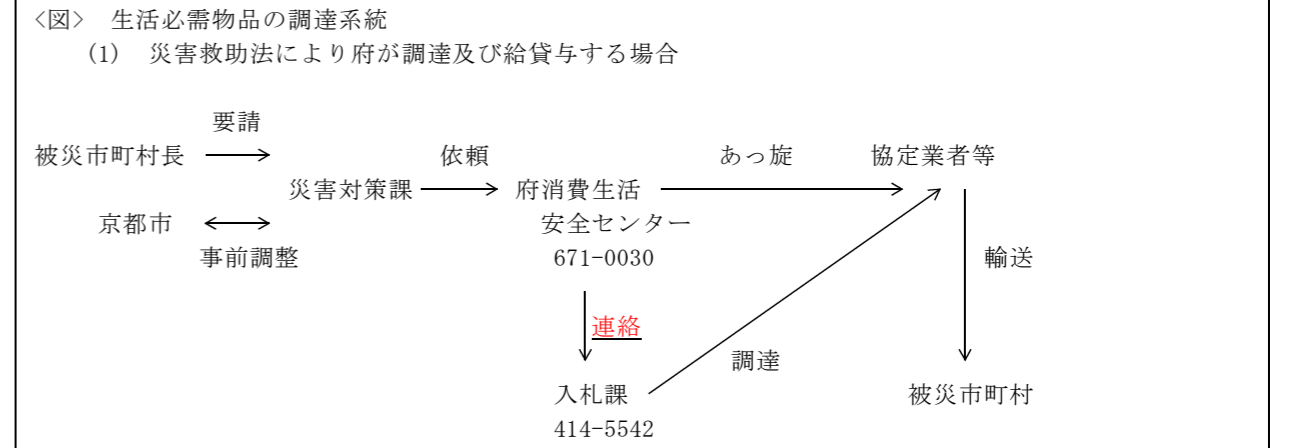 <図> 生活必需物品の調達系統
(1) 災害救助法により府が調達及び給貸与する場合
要請
被災市町村長 依頼 あっ旋 協定業者等
災害対策課 府消費生活
京都市 安全センター
事前調整 671-0030 輸送
連絡
調達
入札課 被災市町村
414-5542